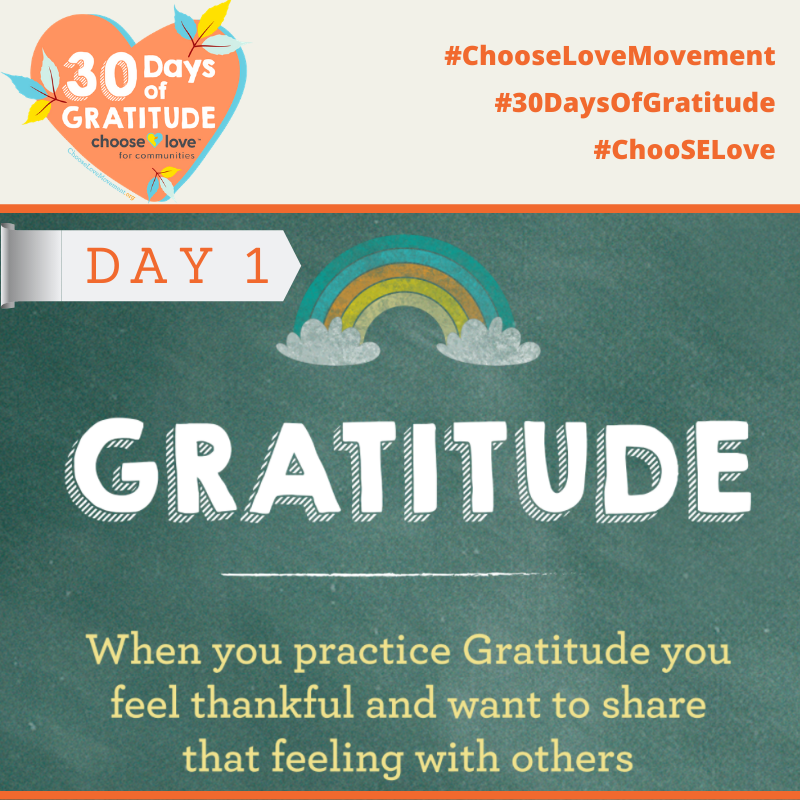 30 Days
of
GRATITUDE
choose love™
for communities
ChooseLoveMovement.org
#ChooseLoveMovement
#30DaysOfGratitude
#ChooSELove
DAY 1
GRATITUDE
When you practice Gratitude you
feel thankful and want to share
that feeling with others